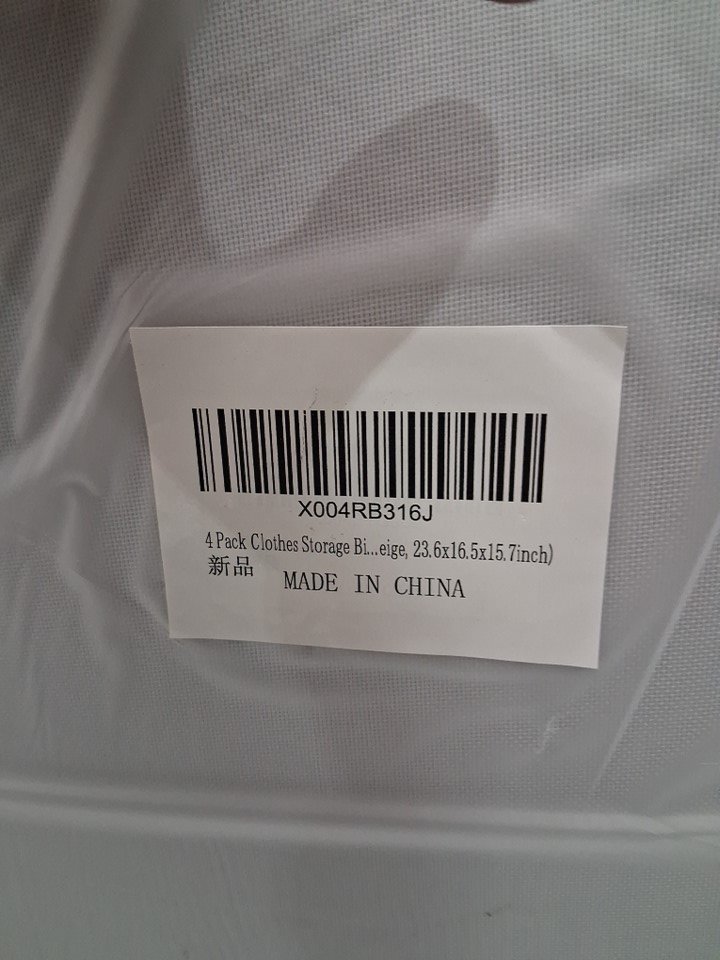 X004RB316J
4 Pack Clothes Storage Bi...eige, 23.6x16.5x15.7inch)
新品
MADE IN CHINA